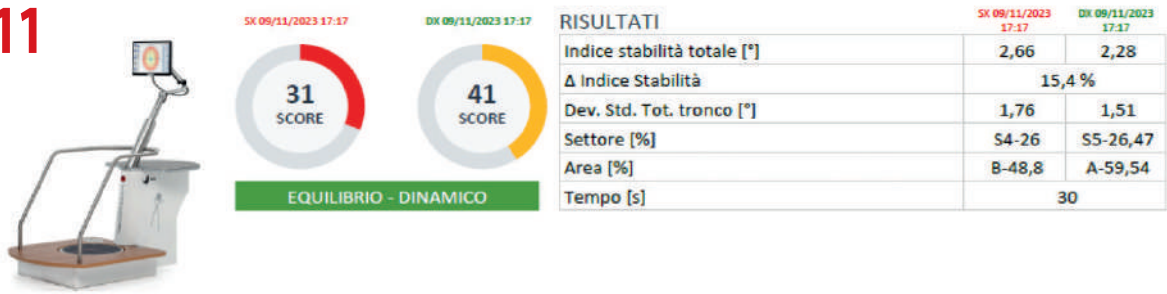 11
SX 09/11/2023 17:17
DX 09/11/2023 17:17
31
SCORE
41
SCORE
EQUILIBRIO - DINAMICO
RISULTATI
SX 09/11/2023 17:17
DX 09/11/2023 17:17
Indice stabilità totale [°] 2,66 2,28
Δ Indice Stabilità 15,4 %
Dev. Std. Tot. tronco [°] 1,76 1,51
Settore [%] S4-26 S5-26,47
Area [%] B-48,8 A-59,54
Tempo [s] 30